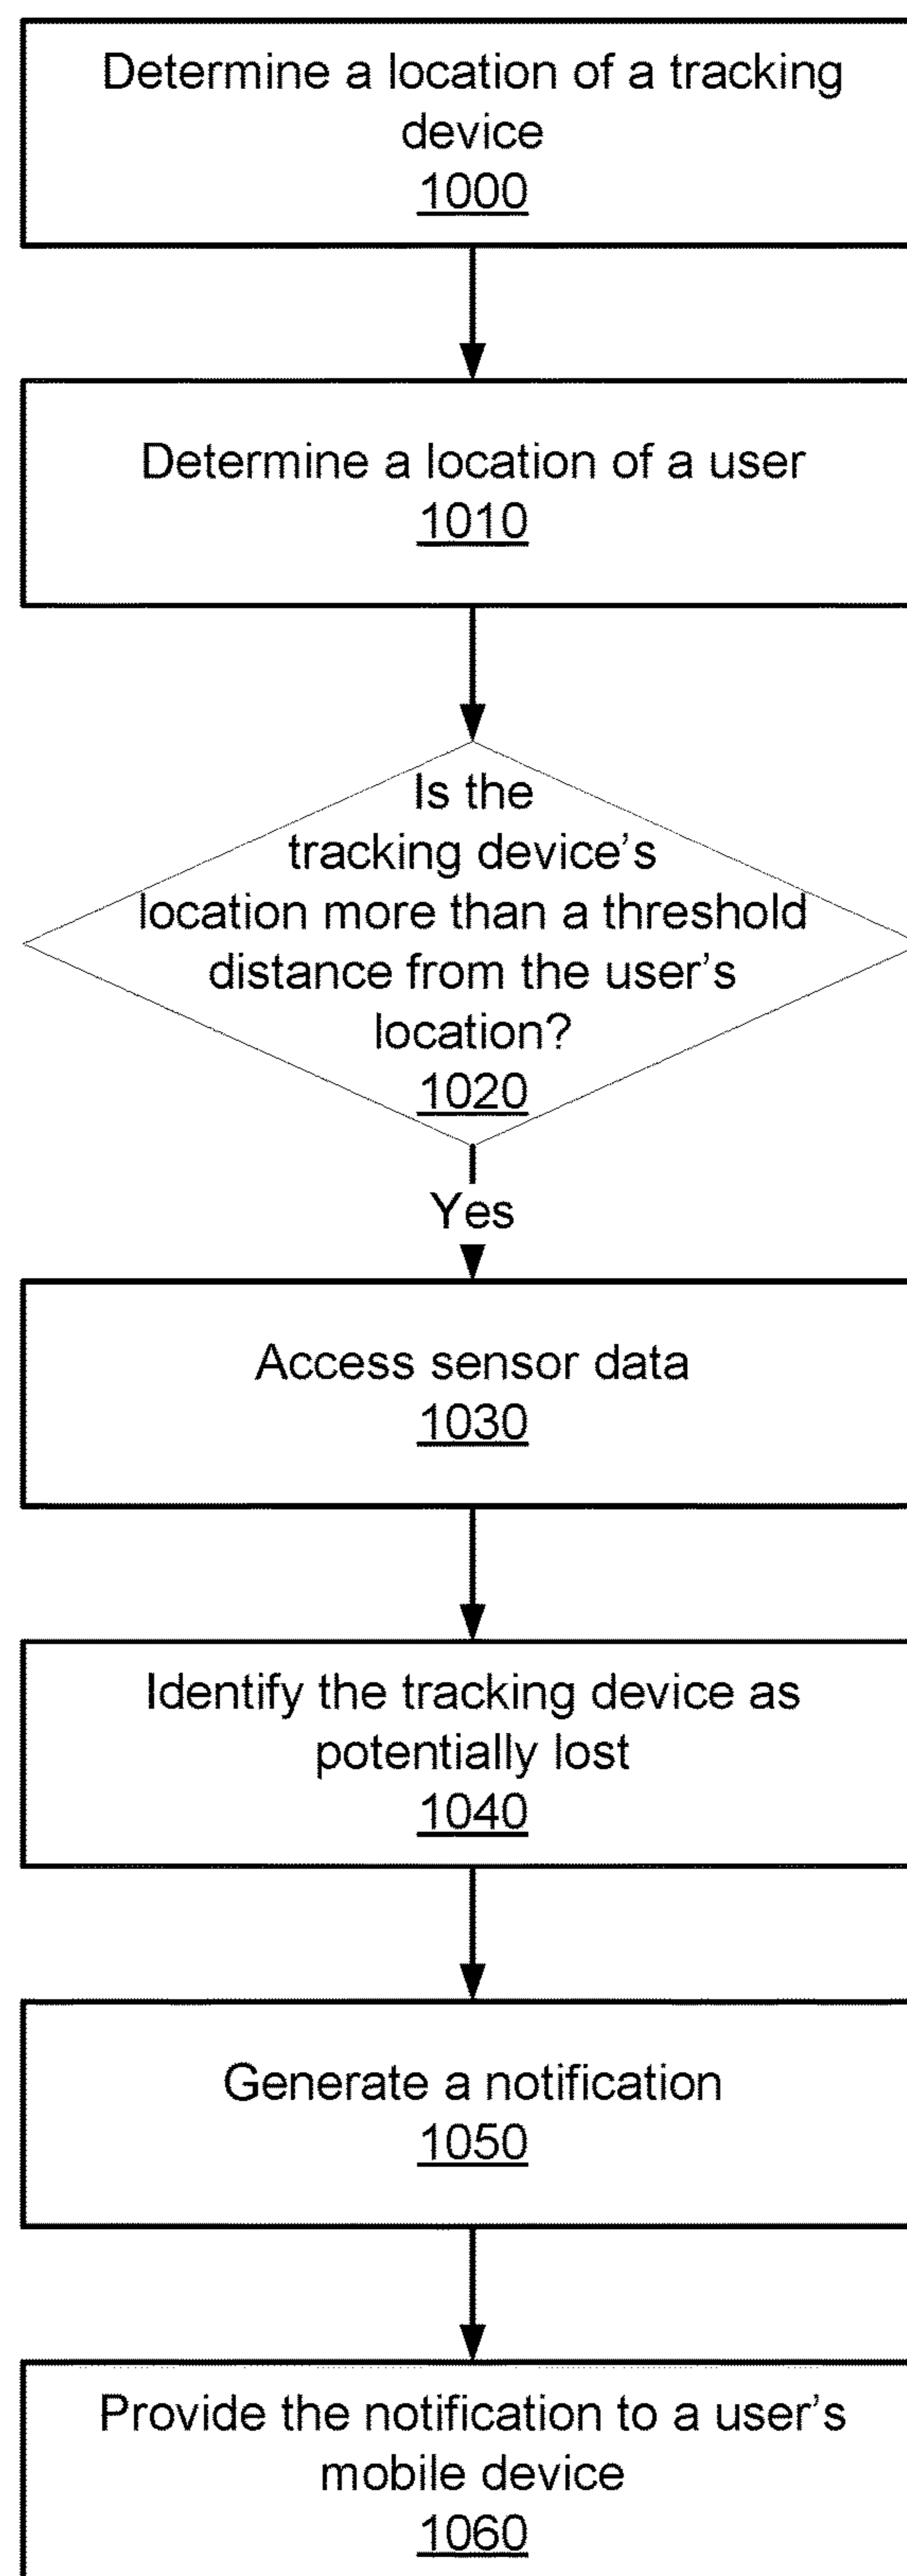 Determine a location of a tracking
device
1000
Determine a location of a user
1010
Is the
tracking device's
location more than a threshold
distance from the user's
location?
1020
Yes
Access sensor data
1030
Identify the tracking device as
potentially lost
1040
Generate a notification
1050
Provide the notification to a user's
mobile device
1060